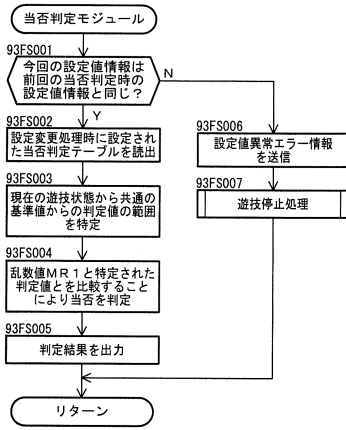 当否判定モジュール
93FS001
今回の設定値情報は
前回の当否判定時の
設定値情報と同じ？
N
Y
93FS002
設定変更処理時に設定された
当否判定テーブルを読出
93FS003
現在の遊技状態から共通の
基準値からの判定値の範囲
を特定
93FS004
乱数値ＭＲ１と特定された
判定値とを比較すること
により当否を判定
93FS005
判定結果を出力
93FS006
設定値異常エラー情報
を送信
93FS007
遊技停止処理
リターン